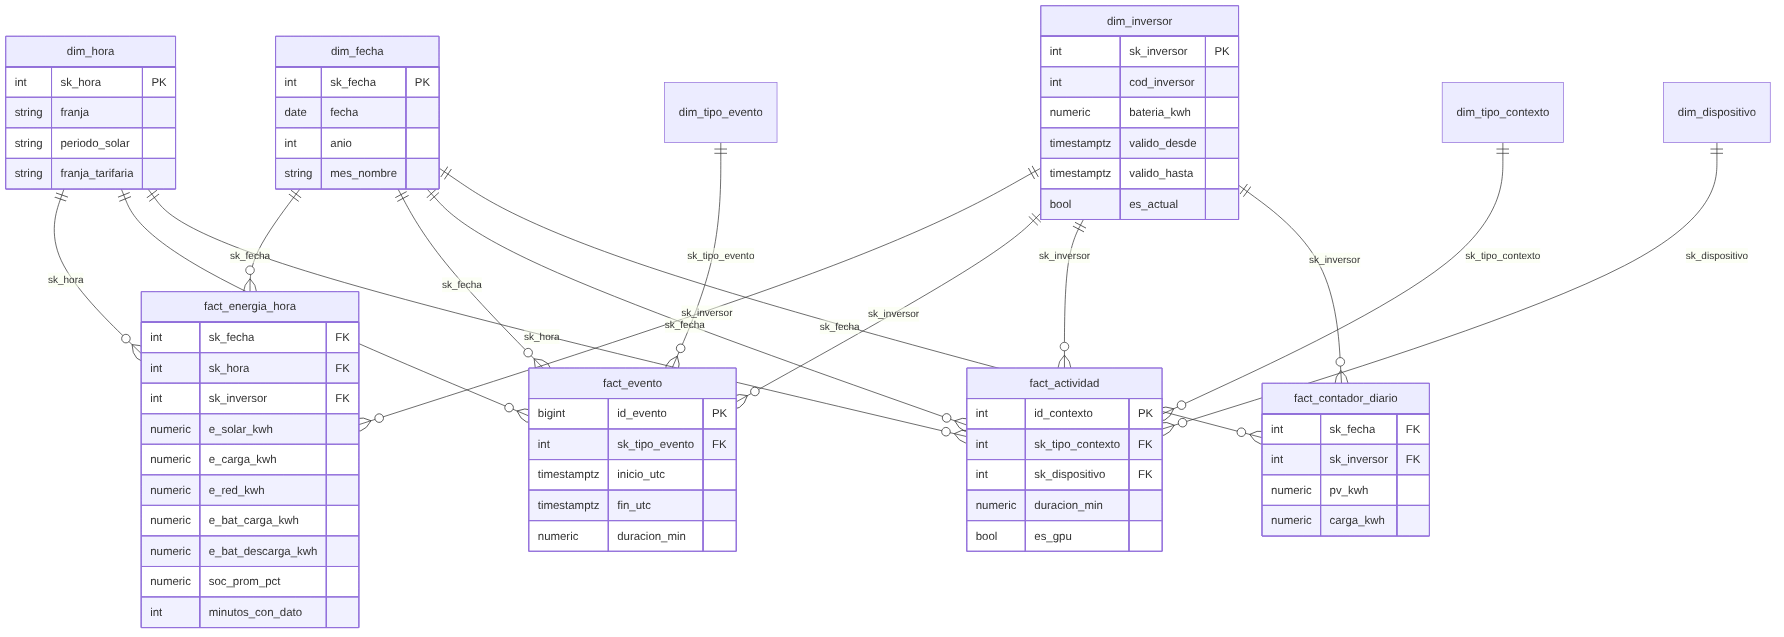 dim_hora
int sk_hora PK
string franja
string periodo_solar
string franja_tarifaria
dim_fecha
int sk_fecha PK
date fecha
int anio
string mes_nombre
dim_tipo_evento
dim_inversor
int sk_inversor PK
int cod_inversor
numeric bateria_kwh
timestamptz valido_desde
timestamptz valido_hasta
bool es_actual
dim_tipo_contexto
dim_dispositivo
sk_hora
sk_fecha
sk_fecha
sk_hora
sk_tipo_evento
sk_inversor
sk_fecha
sk_fecha
sk_inversor
sk_inversor
sk_inversor
sk_tipo_contexto
sk_dispositivo
fact_energia_hora
int sk_fecha FK
int sk_hora FK
int sk_inversor FK
numeric e_solar_kwh
numeric e_carga_kwh
numeric e_red_kwh
numeric e_bat_carga_kwh
numeric e_bat_descarga_kwh
numeric soc_prom_pct
int minutos_con_dato
fact_evento
bigint id_evento PK
int sk_tipo_evento FK
timestamptz inicio_utc
timestamptz fin_utc
numeric duracion_min
fact_actividad
int id_contexto PK
int sk_tipo_contexto FK
int sk_dispositivo FK
numeric duracion_min
bool es_gpu
fact_contador_diario
int sk_fecha FK
int sk_inversor FK
numeric pv_kwh
numeric carga_kwh